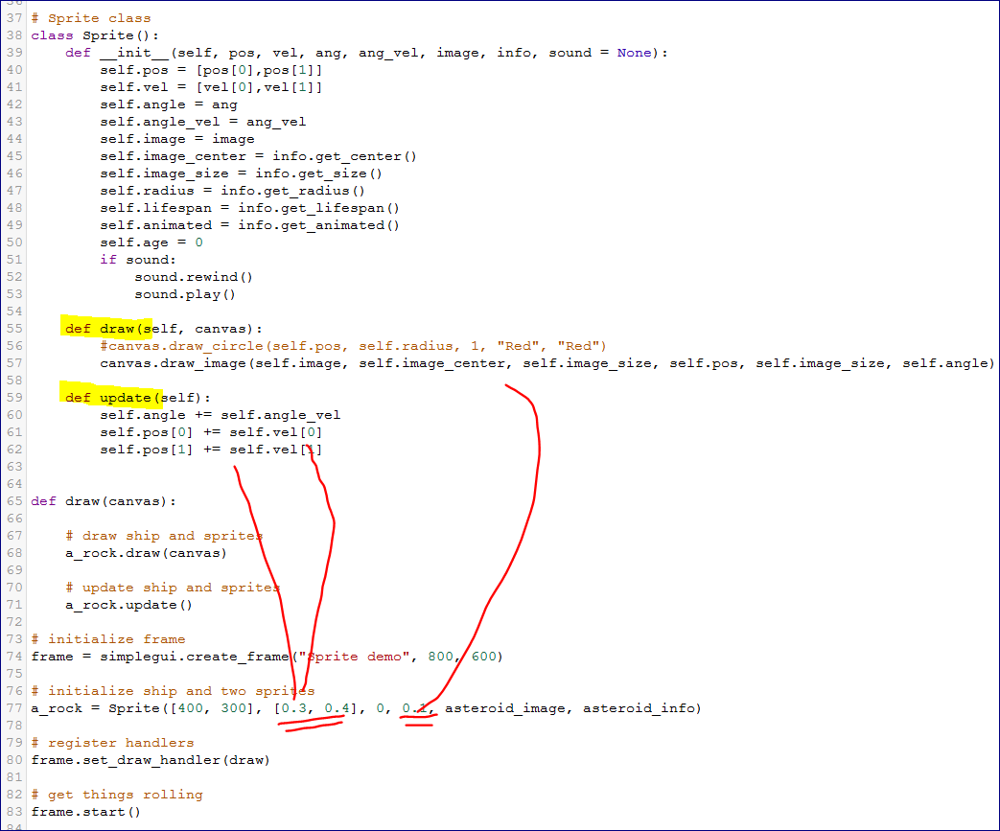 37 # Sprite class
38 class Sprite():
39     def __init__(self, pos, vel, ang, ang_vel, image, info, sound = None):
40         self.pos = [pos[0],pos[1]]
41         self.vel = [vel[0],vel[1]]
42         self.angle = ang
43         self.angle_vel = ang_vel
44         self.image = image
45         self.image_center = info.get_center()
46         self.image_size = info.get_size()
47         self.radius = info.get_radius()
48         self.lifespan = info.get_lifespan()
49         self.animated = info.get_animated()
50         self.age = 0
51         if sound:
52             sound.rewind()
53             sound.play()
54
55     def draw(self, canvas):
56         #canvas.draw_circle(self.pos, self.radius, 1, "Red", "Red")
57         canvas.draw_image(self.image, self.image_center, self.image_size, self.pos, self.image_size, self.angle)
58
59     def update(self):
60         self.angle += self.angle_vel
61         self.pos[0] += self.vel[0]
62         self.pos[1] += self.vel[1]
63
64
65 def draw(canvas):
66
67     # draw ship and sprites
68     a_rock.draw(canvas)
69
70     # update ship and sprites
71     a_rock.update()
72
73 # initialize frame
74 frame = simplegui.create_frame("Sprite demo", 800, 600)
75
76 # initialize ship and two sprites
77 a_rock = Sprite([400, 300], [0.3, 0.4], 0, 0.1, asteroid_image, asteroid_info)
78
79 # register handlers
80 frame.set_draw_handler(draw)
81
82 # get things rolling
83 frame.start()